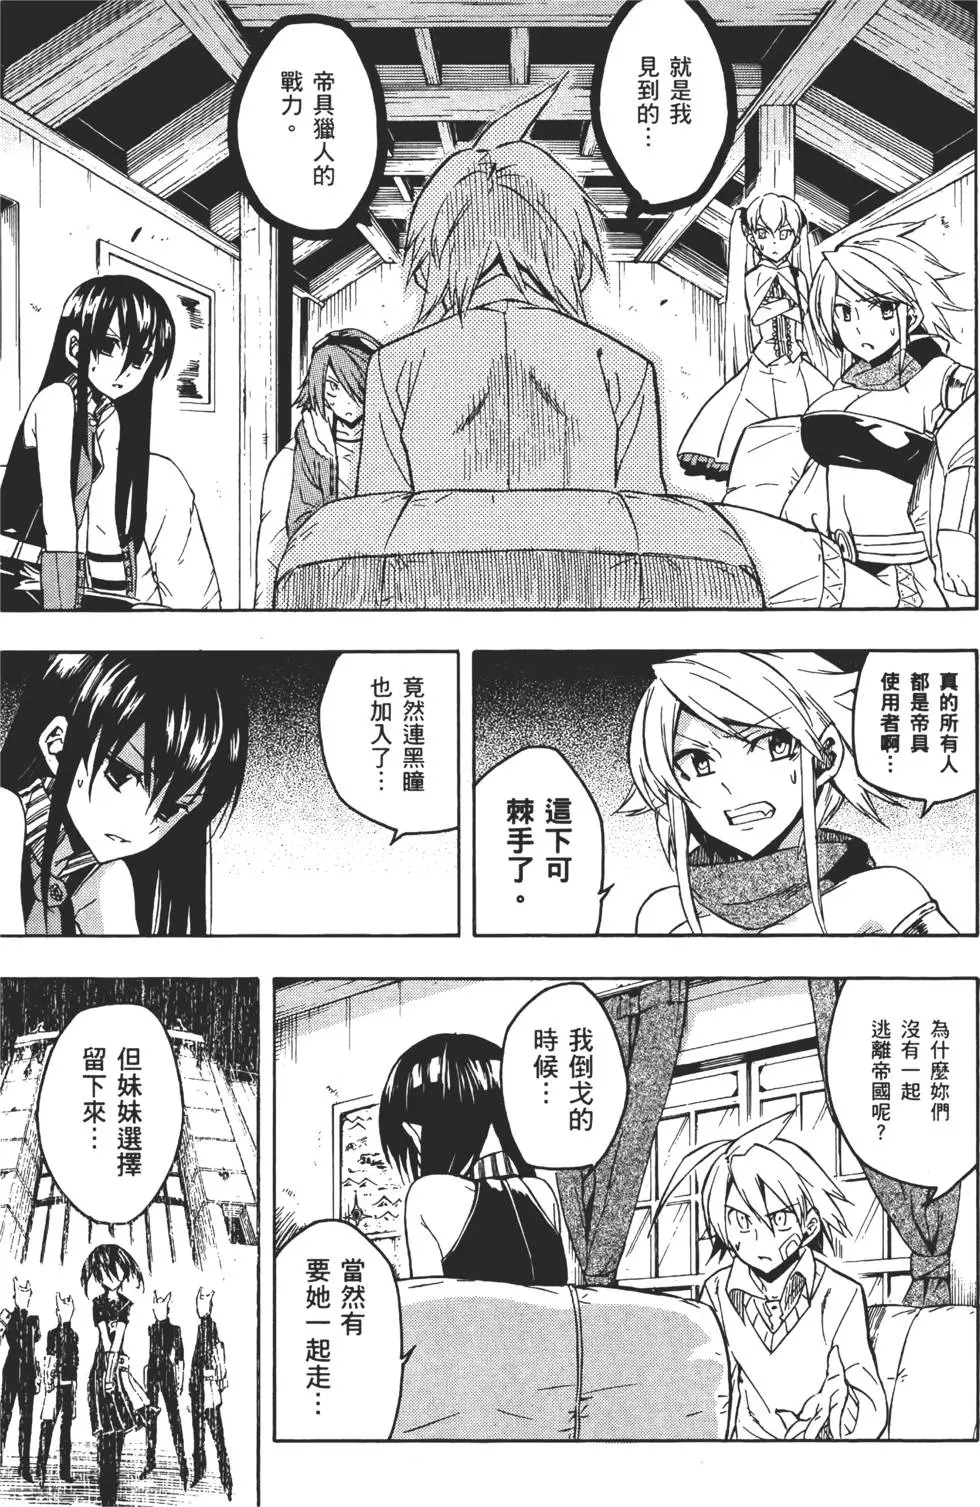 就是我
見到的…
帝具獵人的
戰力。
真的所有人
都是帝具
使用者啊…
這下可
棘手了。
竟然連黑瞳
也加入了…
為什麼妳們
沒有一起
逃離帝國呢？
我倒戈的
時候…
當然有
要她一起走…
但妹妹選擇
留下來…